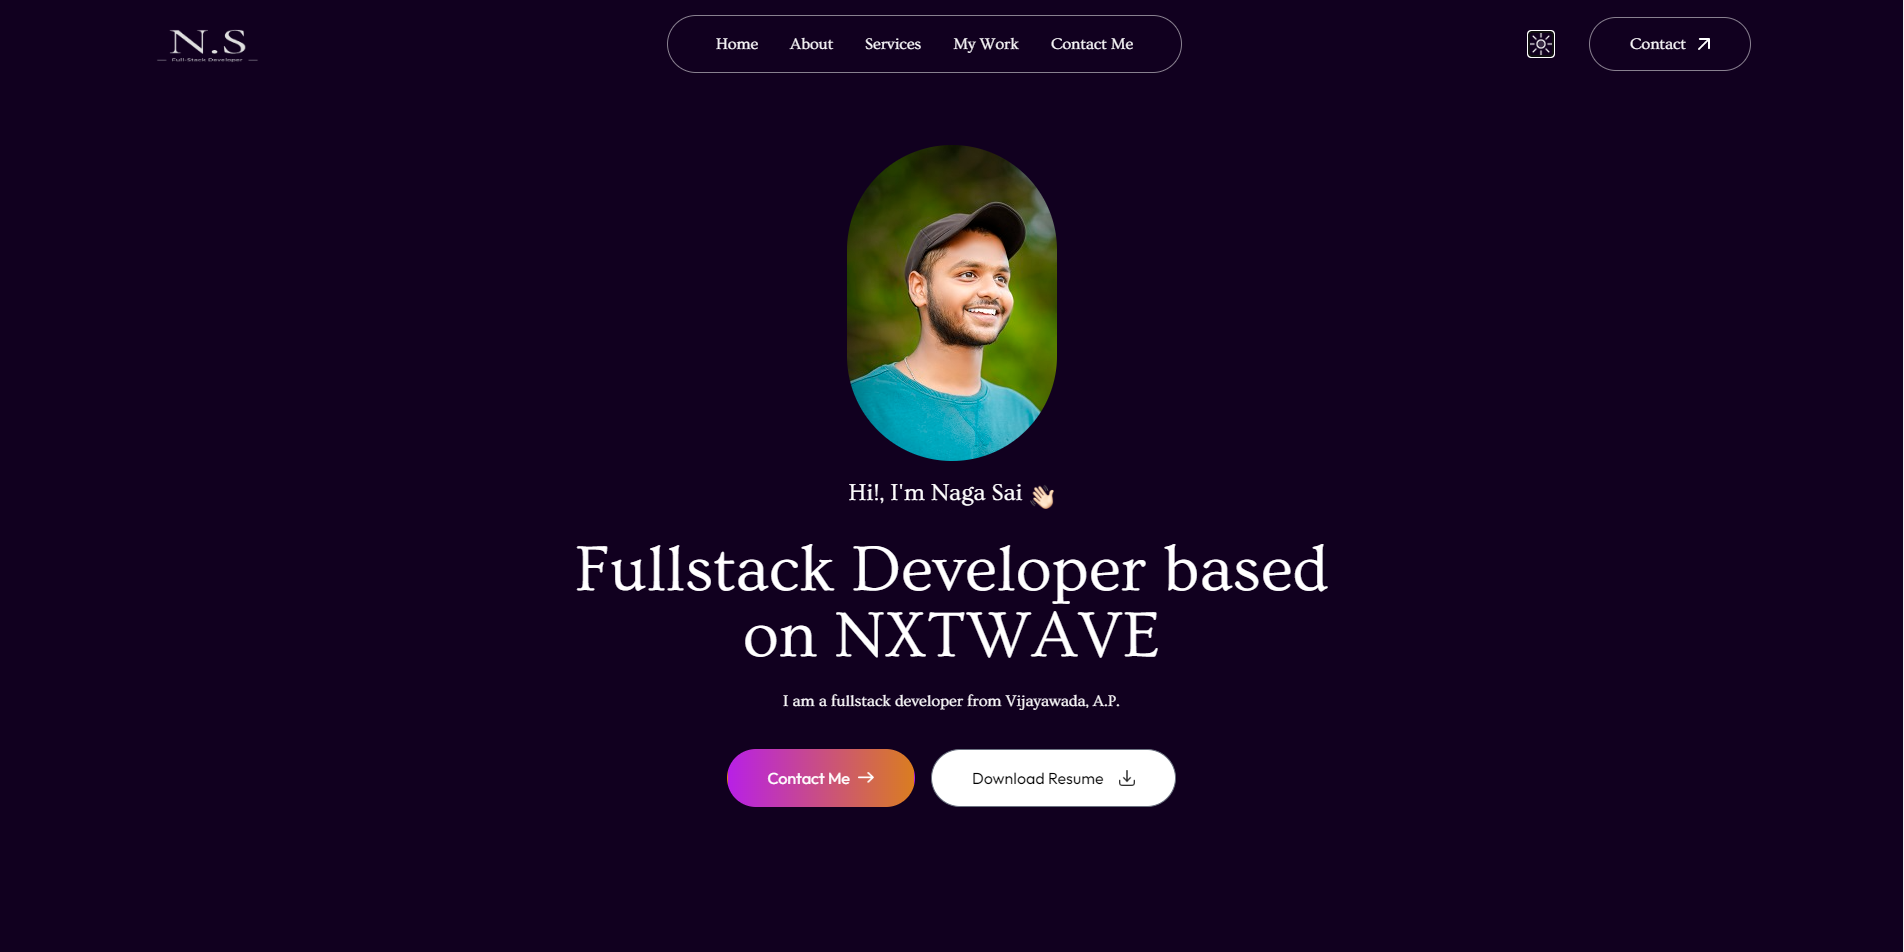 N.S
Full-Stack Developer
Home About Services My Work Contact Me
Contact
Hi!, I'm Naga Sai
Fullstack Developer based
on NXTWAVE
I am a fullstack developer from Vijayawada, A.P.
Contact Me
Download Resume